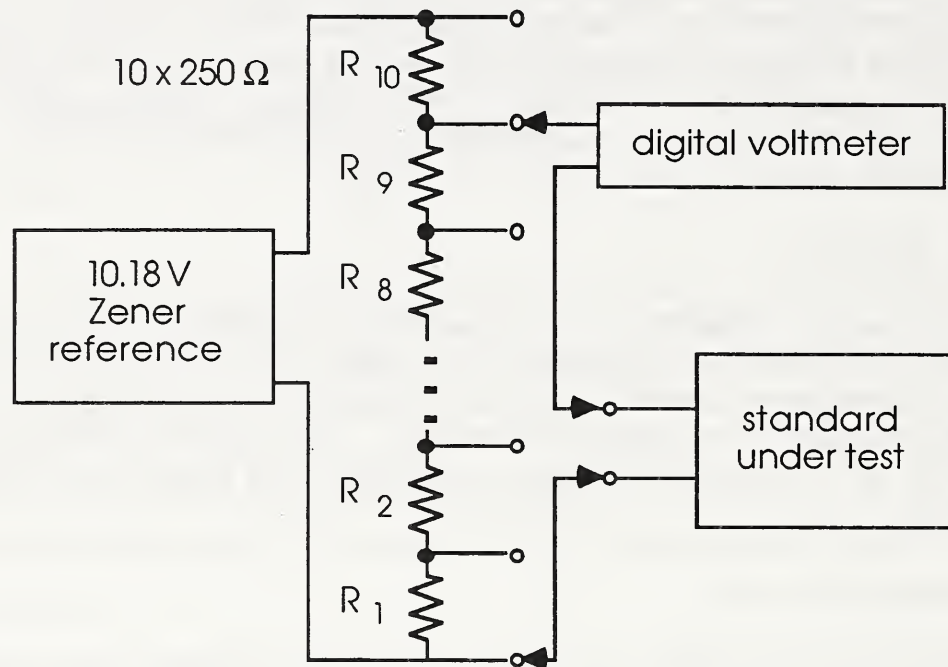 10 x 250 Ω
R 10
R 9
R 8
R 2
R 1
10.18 V
Zener
reference
digital voltmeter
standard
under test